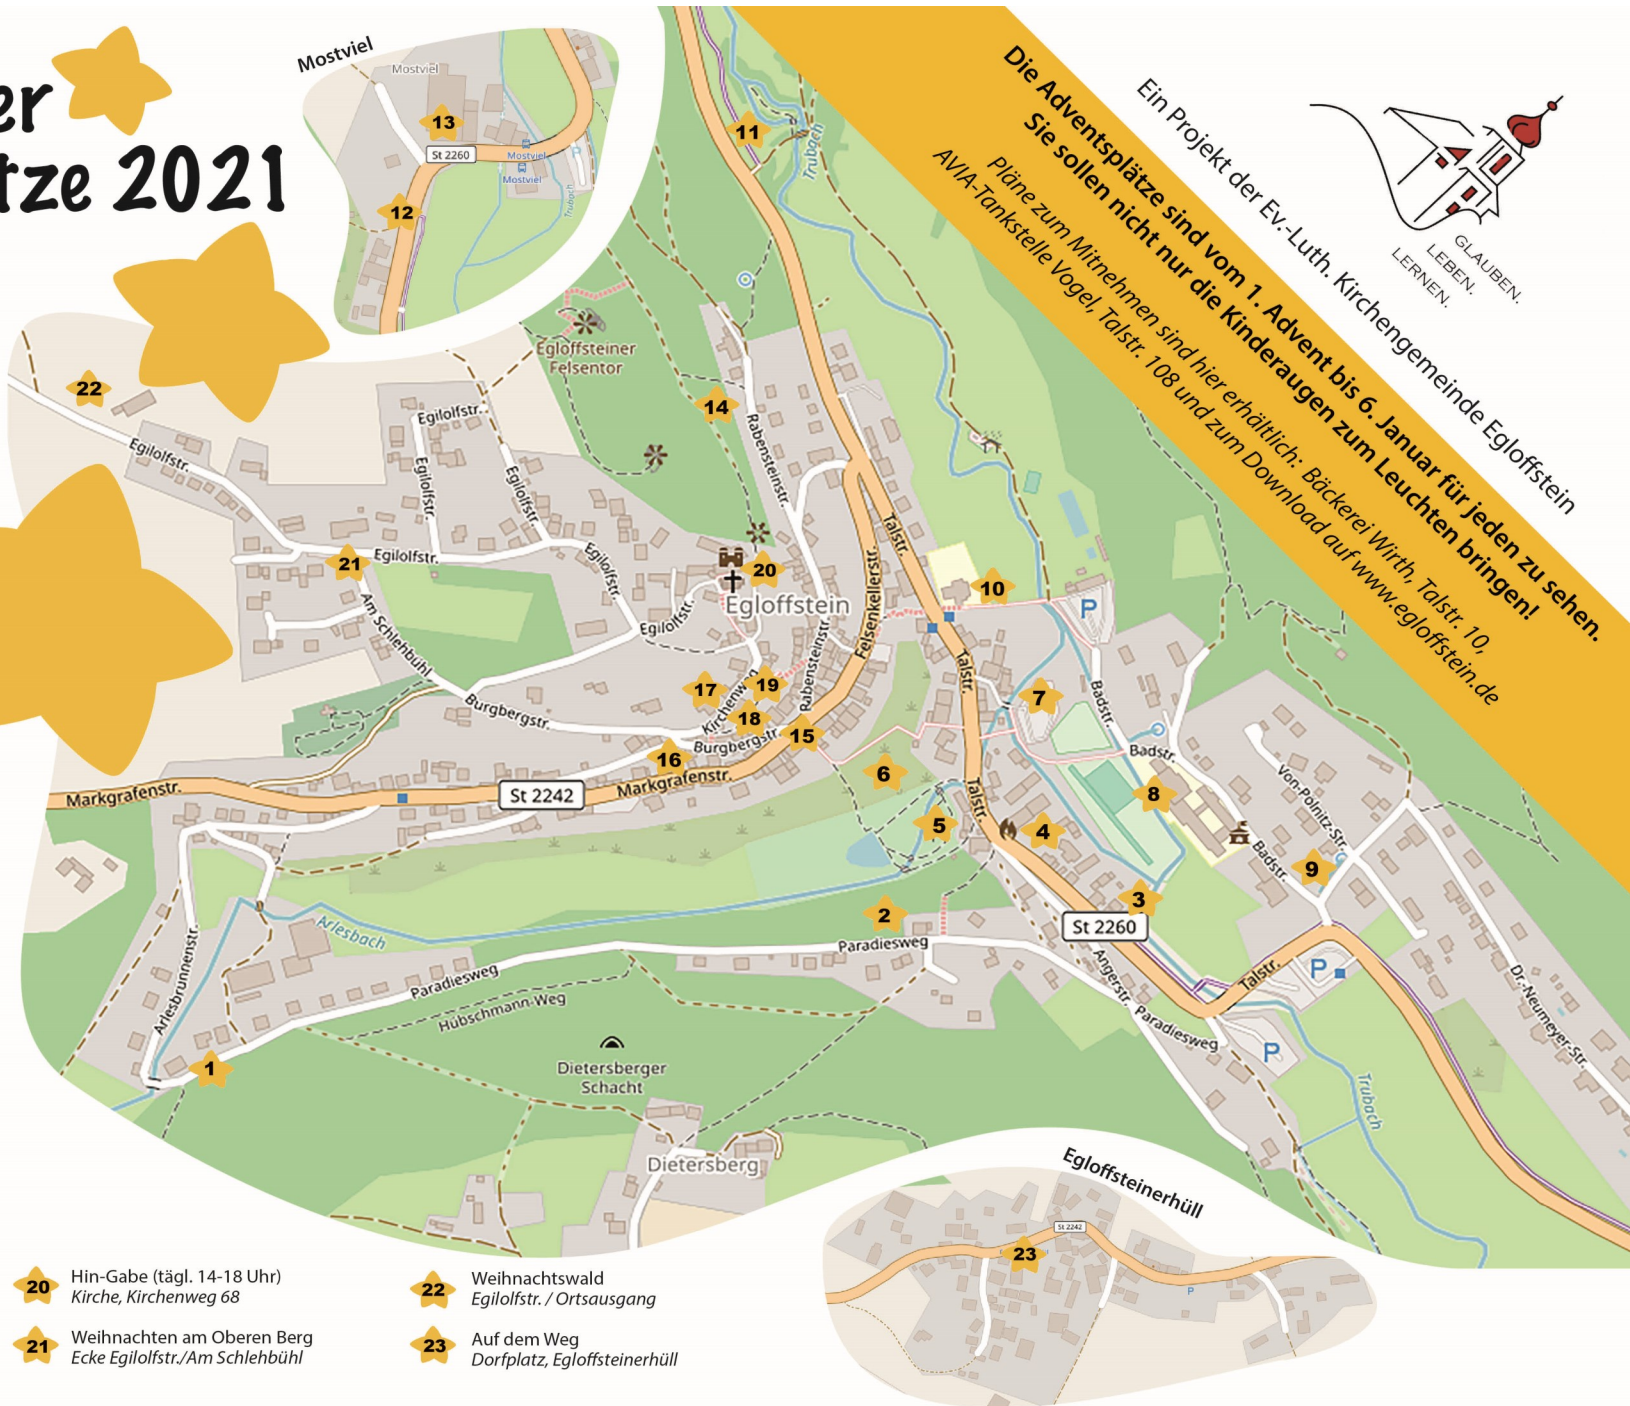 er
tze 2021
Mostviel
Mostviel
13
St 2260
Mostviel
Mostviel
Trubach
12
11
Trubach
Die Adventsplätze sind vom 1. Advent bis 6. Januar für jeden zu sehen.
Sie sollen nicht nur die Kinderaugen zum Leuchten bringen!
Pläne zum Mitnehmen sind hier erhältlich: Bäckerei Wirth, Talstr. 10,
AVIA-Tankstelle Vogel, Talstr. 108 und zum Download auf www.egloffstein.de
Ein Projekt der Ev.-Luth. Kirchengemeinde Egloffstein
GLAUBEN.
LEBEN.
LERNEN.
Egloffsteiner
Felsentor
22
14
Egilolfstr.
Egilolfstr.
Egilolfstr.
Egilolfstr.
Rabensteinstr.
Talstr.
21
Egilolfstr.
Egilolfstr.
20
Egloffstein
Felsenkellerstr.
10
P
Am Schlehbühl
Egilolfstr.
Rabensteinstr.
Talstr.
17
19
Kirchenweg
18
7
Badstr.
Burgbergstr.
Burgbergstr.
15
16
Badstr.
Markgrafenstr.
St 2242
Markgrafenstr.
6
Talstr.
8
Von-Pölnitz-Str.
5
4
Badstr.
9
3
2
St 2260
Arlesbach
Paradiesweg
Paradiesweg
Arlesbrunnenstr.
Hübschmann-Weg
Angerstr.
Talstr.
P
Dr.-Neumeyer-Str.
Paradiesweg
P
1
Dietersberger
Schacht
Trubach
Dietersberg
Egloffsteinerhüll
St 2242
23
P
20
Hin-Gabe (tägl. 14-18 Uhr)
Kirche, Kirchenweg 68
21
Weihnachten am Oberen Berg
Ecke Egilolfstr./Am Schlehbühl
22
Weihnachtswald
Egilolfstr. / Ortsausgang
23
Auf dem Weg
Dorfplatz, Egloffsteinerhüll